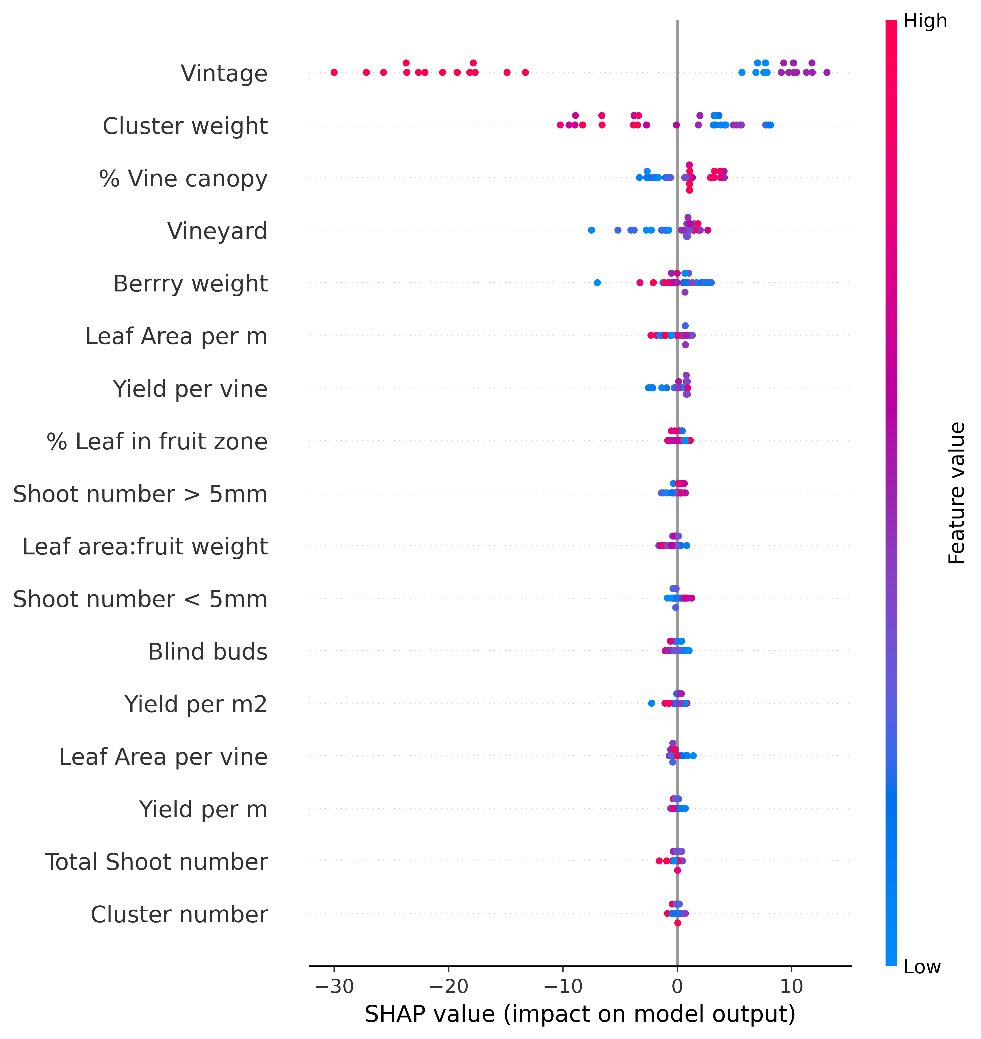 High
Vintage
Cluster weight
% Vine canopy
Vineyard
Berrry weight
Leaf Area per m
Yield per vine
% Leaf in fruit zone
Shoot number > 5mm
Leaf area:fruit weight
Shoot number < 5mm
Blind buds
Yield per m2
Leaf Area per vine
Yield per m
Total Shoot number
Cluster number
Feature value
Low
−30 −20 −10 0 10
SHAP value (impact on model output)